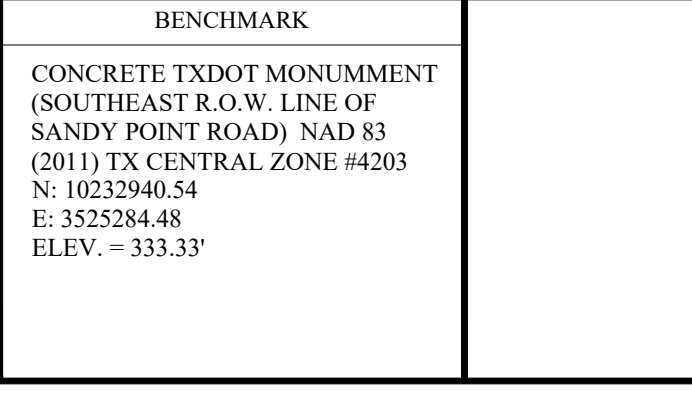 BENCHMARK
CONCRETE TXDOT MONUMMENT
(SOUTHEAST R.O.W. LINE OF
SANDY POINT ROAD)  NAD 83
(2011) TX CENTRAL ZONE #4203
N: 10232940.54
E: 3525284.48
ELEV. = 333.33'